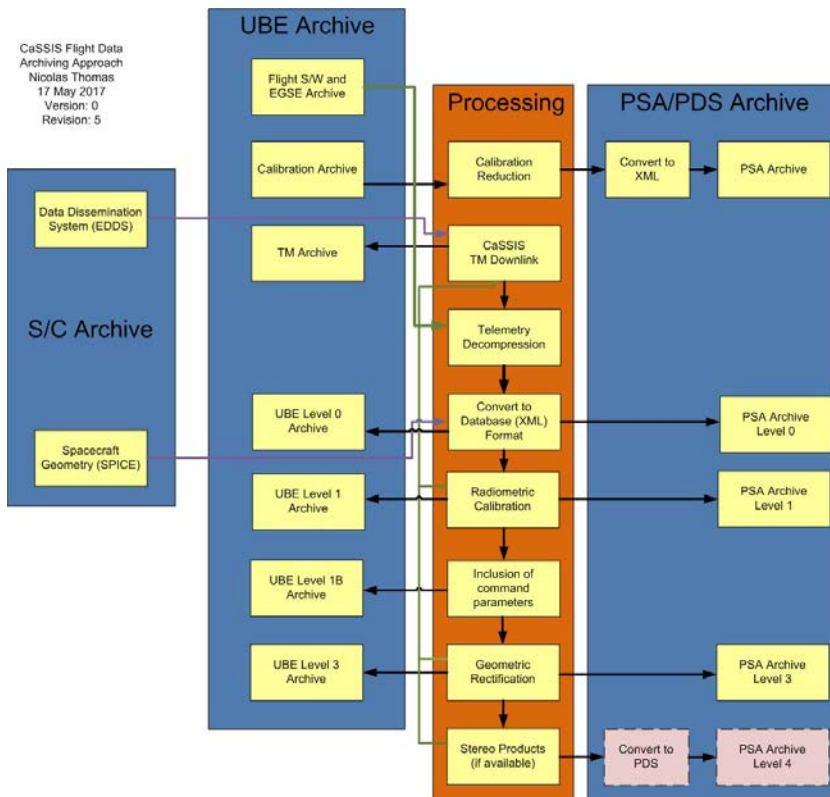 CaSSIS Flight Data
Archiving Approach
Nicolas Thomas
17 May 2017
Version: 0
Revision: 5
UBE Archive
Flight S/W and
EGSE Archive
Calibration Archive
TM Archive
UBE Level 0
Archive
UBE Level 1
Archive
UBE Level 1B
Archive
UBE Level 3
Archive
S/C Archive
Data Dissemination
System (EDDS)
Spacecraft
Geometry (SPICE)
Processing
Calibration
Reduction
CaSSIS
TM Downlink
Telemetry
Decompression
Convert to
Database (XML)
Format
Radiometric
Calibration
Inclusion of
command
parameters
Geometric
Rectification
Stereo Products
(if available)
PSA/PDS Archive
Convert to
XML
PSA Archive
PSA Archive
Level 0
PSA Archive
Level 1
PSA Archive
Level 3
Convert to
PDS
PSA Archive
Level 4